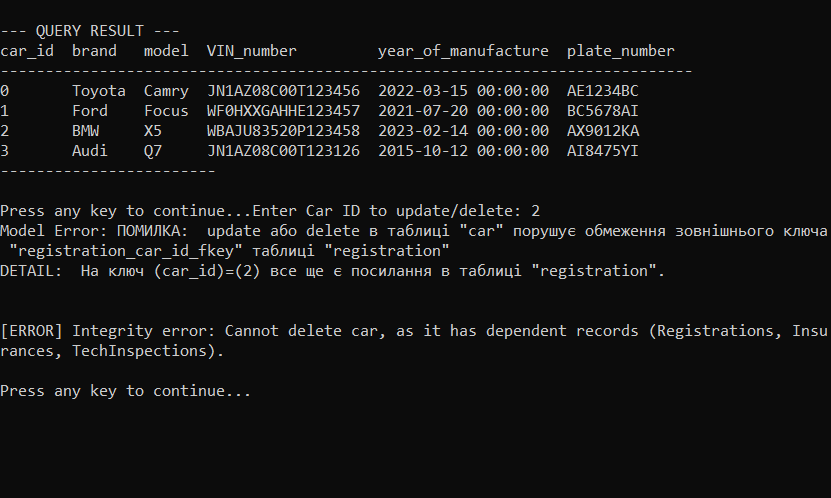 --- QUERY RESULT ---
car_id  brand   model  VIN_number         year_of_manufacture  plate_number
-----------------------------------------------------------------------------
0       Toyota  Camry  JN1AZ08C00T123456  2022-03-15 00:00:00  AE1234BC
1       Ford    Focus  WF0HXXGAHHE123457  2021-07-20 00:00:00  BC5678AI
2       BMW     X5     WBAJU83520P123458  2023-02-14 00:00:00  AX9012KA
3       Audi    Q7     JN1AZ08C00T123126  2015-10-12 00:00:00  AI8475YI
------------------------
Press any key to continue...Enter Car ID to update/delete: 2
Model Error: ПОМИЛКА:  update або delete в таблиці "car" порушує обмеження зовнішнього ключа
 "registration_car_id_fkey" таблиці "registration"
DETAIL:  На ключ (car_id)=(2) все ще є посилання в таблиці "registration".
[ERROR] Integrity error: Cannot delete car, as it has dependent records (Registrations, Insu
rances, TechInspections).
Press any key to continue...